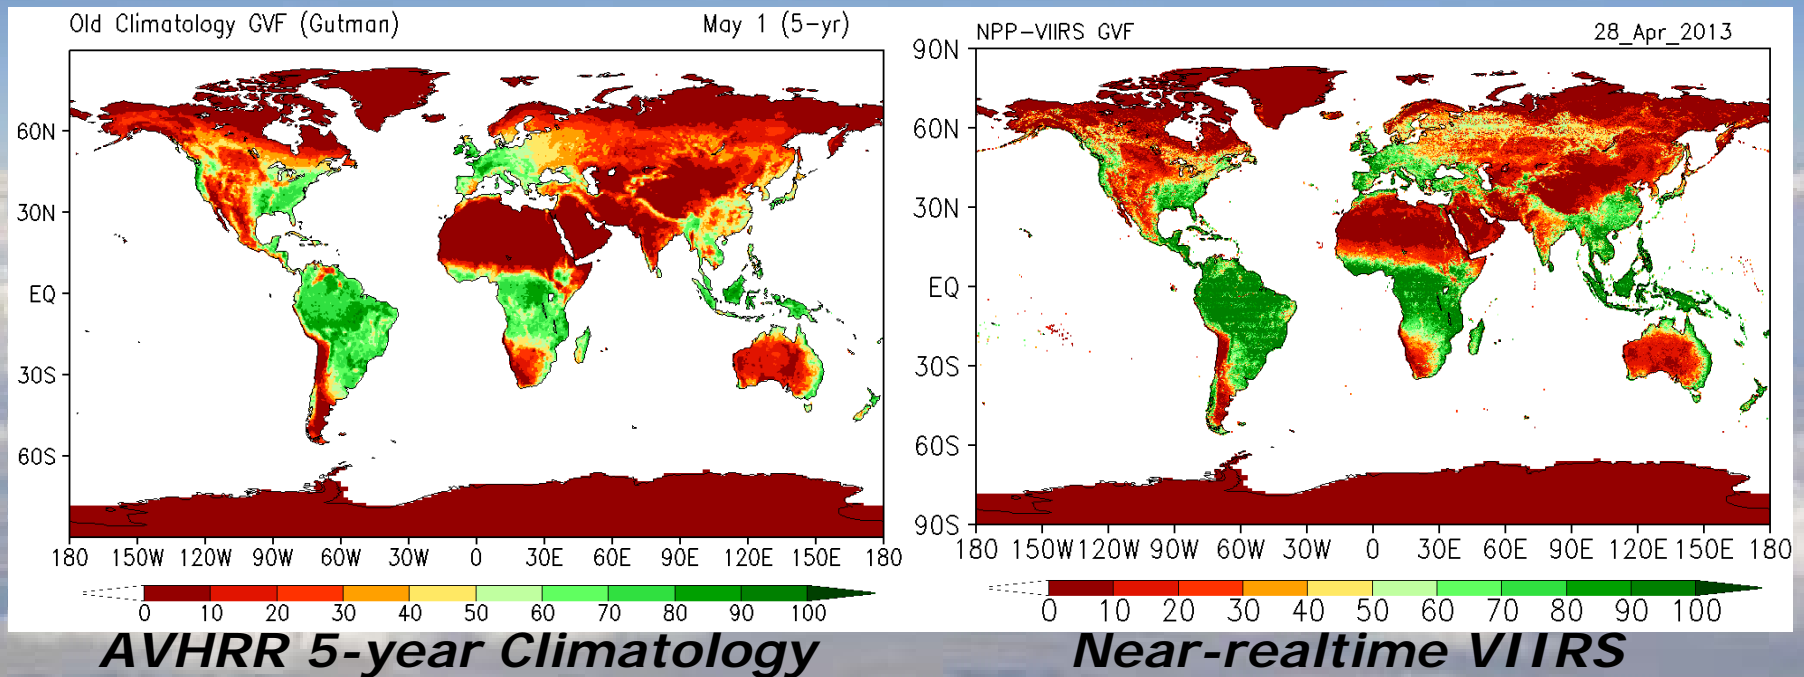 Old Climatology GVF (Gutman) May 1 (5-yr)
60N
30N
EQ
30S
60S
180 150W 120W 90W 60W 30W 0 30E 60E 90E 120E 150E 180
0 10 20 30 40 50 60 70 80 90 100
AVHRR 5-year Climatology
NPP-VIIRS GVF 28_Apr_2013
90N
60N
30N
EQ
30S
60S
90S
180 150W 120W 90W 60W 30W 0 30E 60E 90E 120E 150E 180
0 10 20 30 40 50 60 70 80 90 100
Near-realtime VIIRS